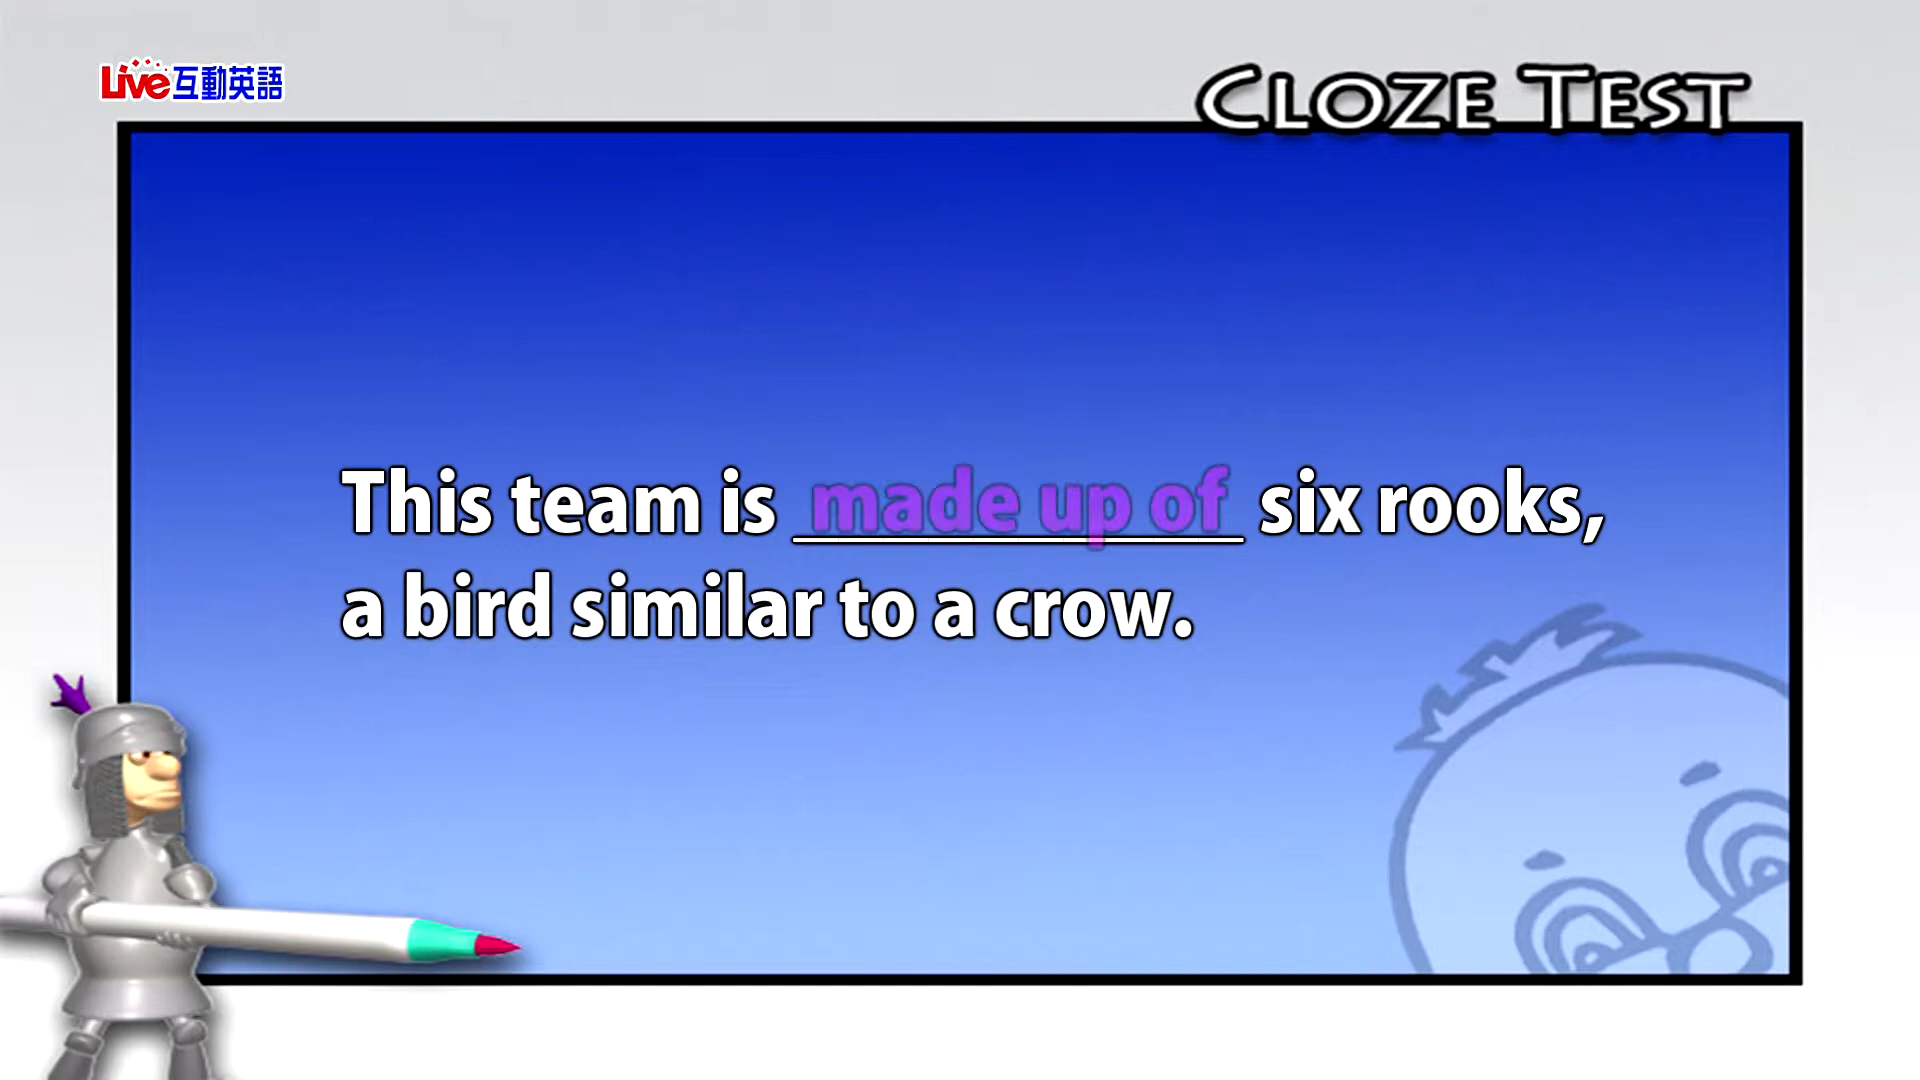 Live互動英語
CLOZE TEST
This team is made up of six rooks,
a bird similar to a crow.